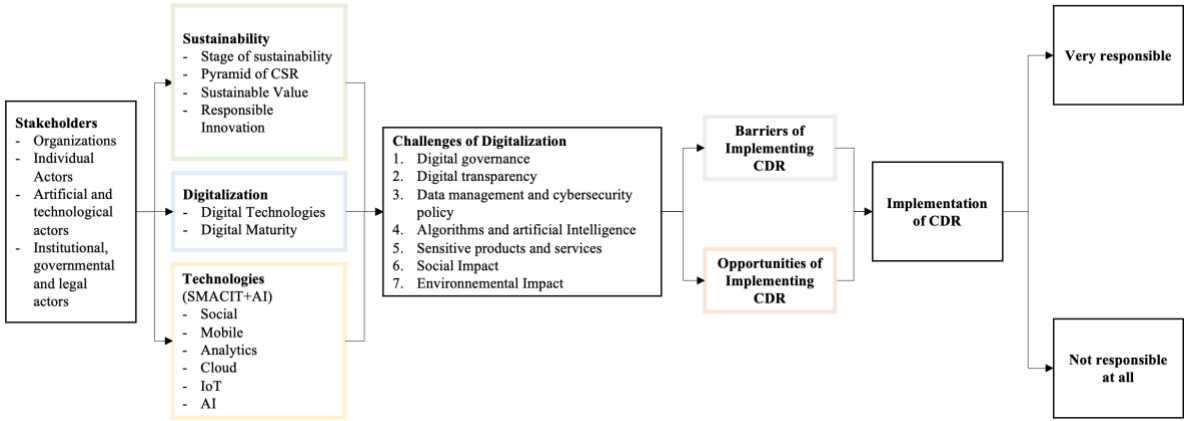 Stakeholders
- Organizations
- Individual
Actors
- Artificial and
technological
actors
- Institutional,
governmental
and legal
actors
Sustainability
- Stage of sustainability
- Pyramid of CSR
- Sustainable Value
- Responsible
Innovation
Digitalization
- Digital Technologies
- Digital Maturity
Technologies
(SMACIT+AI)
- Social
- Mobile
- Analytics
- Cloud
- IoT
- AI
Challenges of Digitalization
1. Digital governance
2. Digital transparency
3. Data management and cybersecurity
policy
4. Algorithms and artificial Intelligence
5. Sensitive products and services
6. Social Impact
7. Environnemental Impact
Barriers of
Implementing
CDR
Opportunities of
Implementing
CDR
Implementation
of CDR
Very responsible
Not responsible
at all